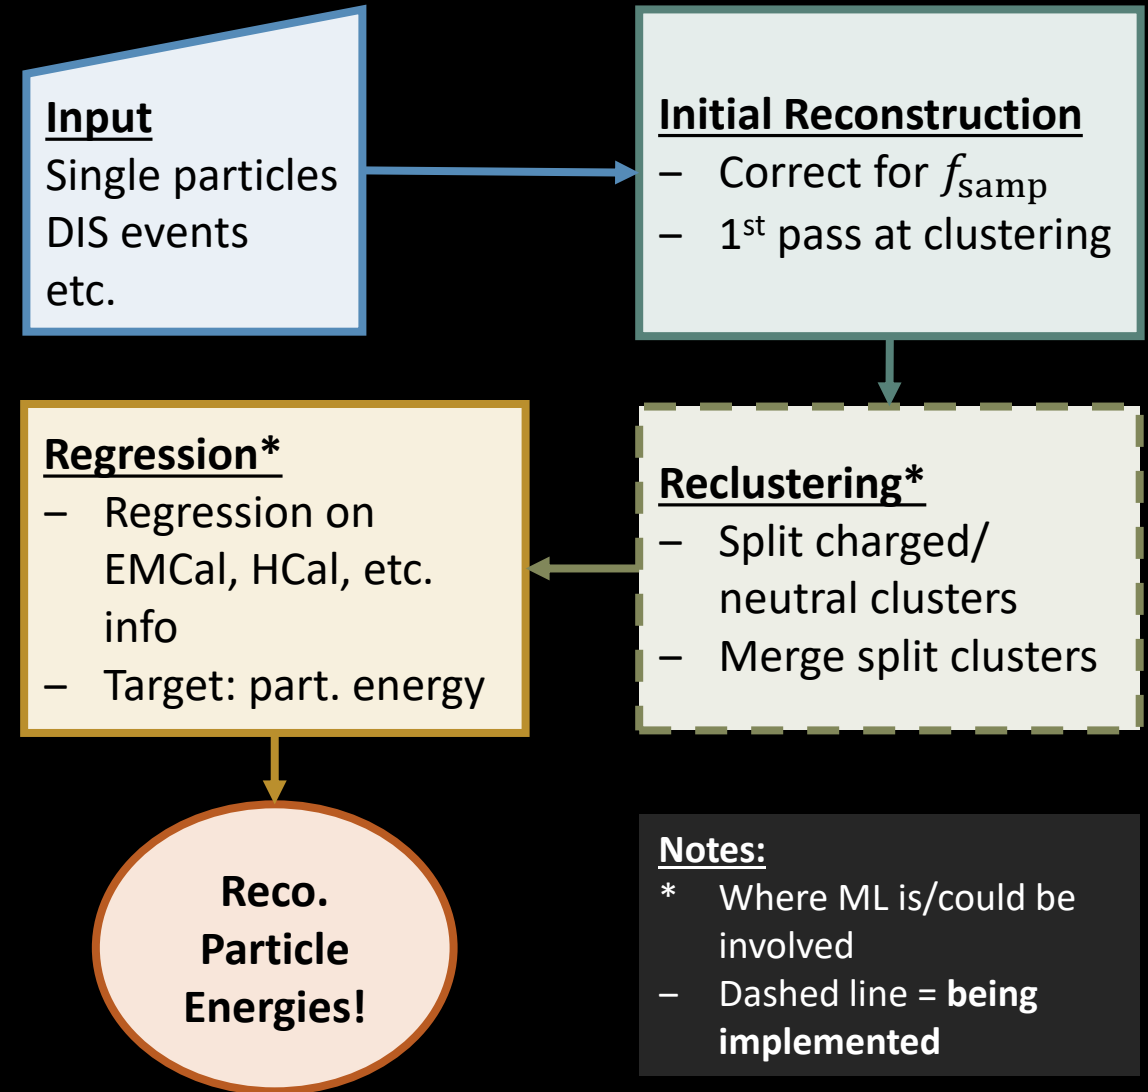 Input
Single particles
DIS events
etc.
Initial Reconstruction
– Correct for f_samp
– 1st pass at clustering
Reclustering*
– Split charged/
neutral clusters
– Merge split clusters
Regression*
– Regression on
EMCal, HCal, etc.
info
– Target: part. energy
Reco.
Particle
Energies!
Notes:
* Where ML is/could be
involved
– Dashed line = being
implemented